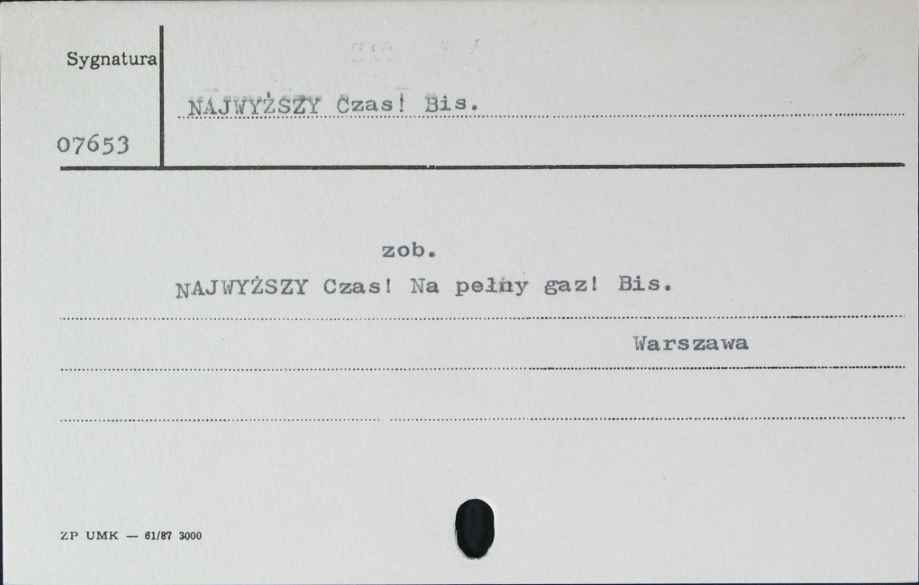 Sygnatura
NAJWYŻSZY Czas! Bis.
07653
zob.
NAJWYŻSZY Czas! Na pełny gaz! Bis.
Warszawa
ZP UMK — 61/87 3000